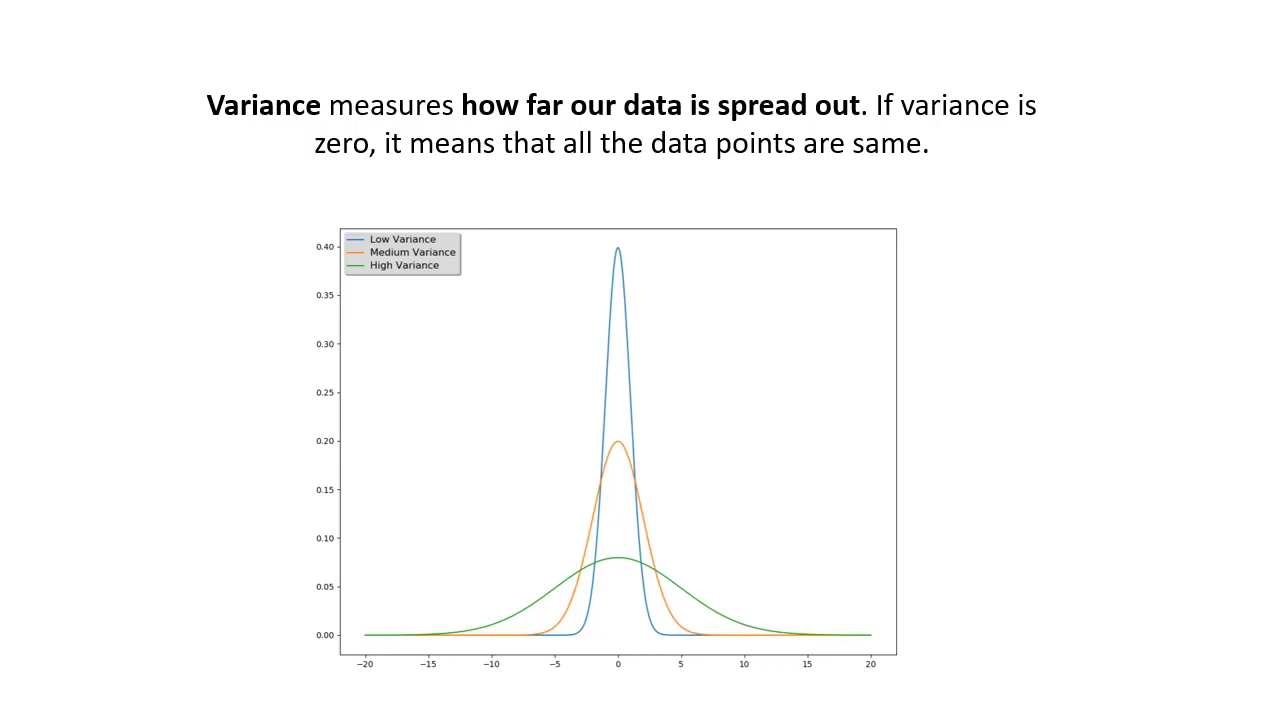 Variance measures how far our data is spread out. If variance is
zero, it means that all the data points are same.
Low Variance
Medium Variance
High Variance
0.40
0.35
0.30
0.25
0.20
0.15
0.10
0.05
0.00
−20 −15 −10 −5 0 5 10 15 20